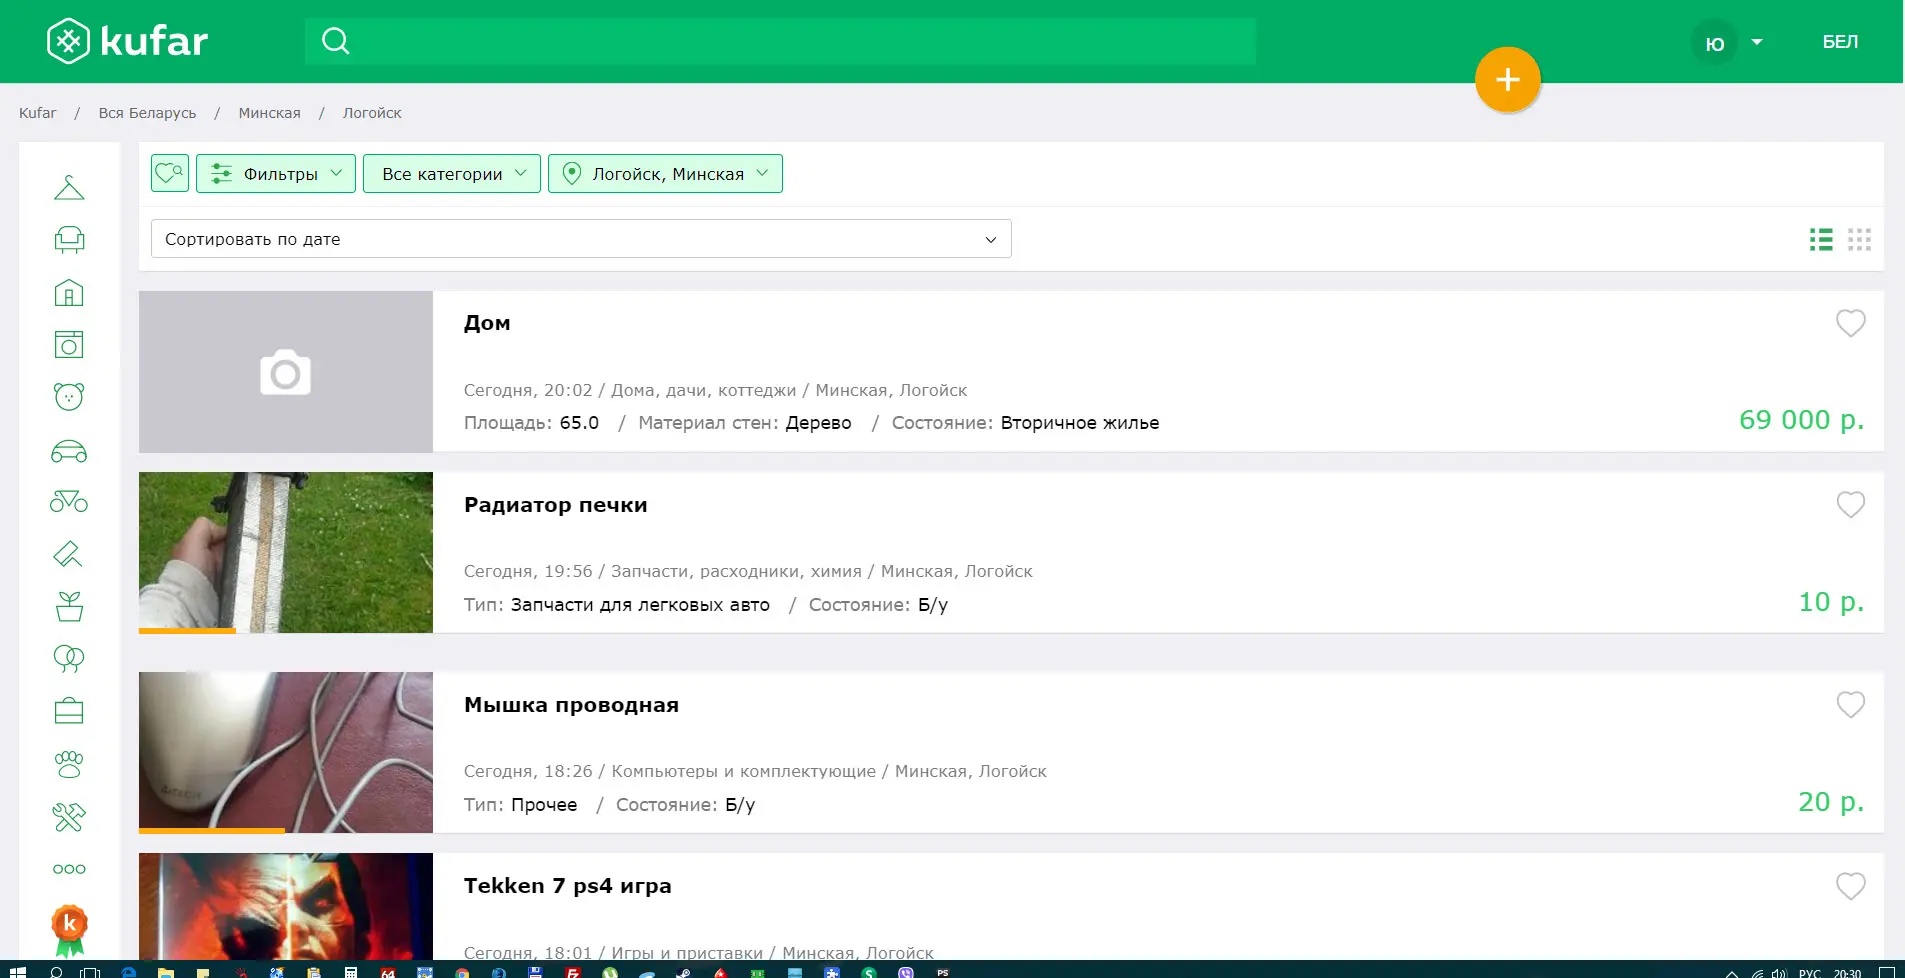 kufar
Ю
БЕЛ
Kufar / Вся Беларусь / Минская / Логойск
Фильтры
Все категории
Логойск, Минская
Сортировать по дате
Дом
Сегодня, 20:02 / Дома, дачи, коттеджи / Минская, Логойск
Площадь: 65.0 / Материал стен: Дерево / Состояние: Вторичное жилье
69 000 р.
Радиатор печки
Сегодня, 19:56 / Запчасти, расходники, химия / Минская, Логойск
Тип: Запчасти для легковых авто / Состояние: Б/у
10 р.
Мышка проводная
Сегодня, 18:26 / Компьютеры и комплектующие / Минская, Логойск
Тип: Прочее / Состояние: Б/у
20 р.
Tekken 7 ps4 игра
Сегодня, 18:01 / Игры и приставки / Минская, Логойск
k
64
PS
РУС
20:30